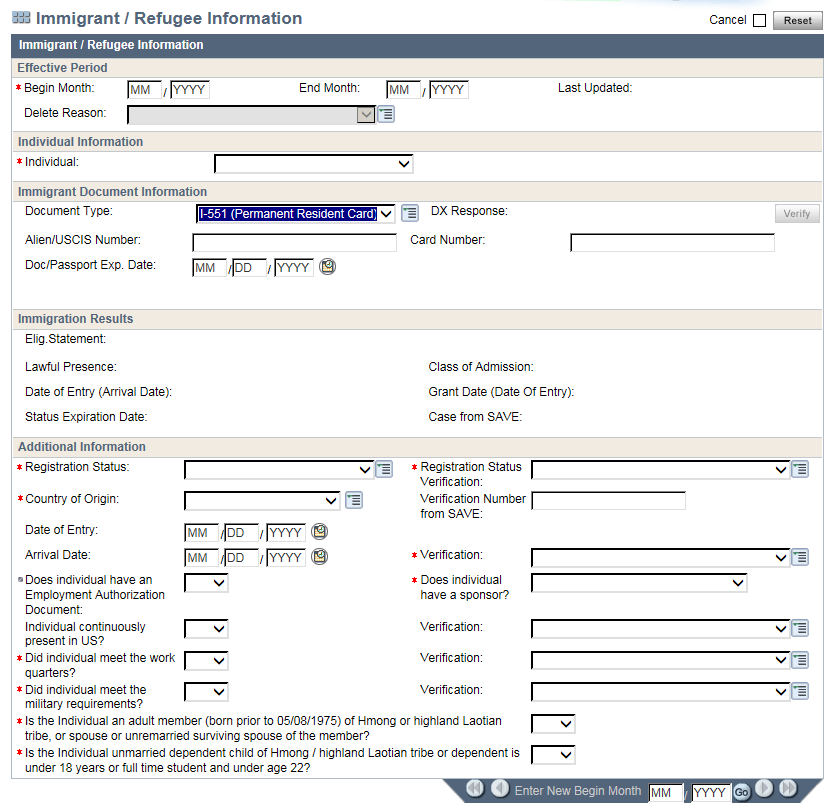 Immigrant / Refugee Information
Cancel Reset
Immigrant / Refugee Information
Effective Period
* Begin Month: MM / YYYY End Month: MM / YYYY Last Updated:
Delete Reason:
Individual Information
* Individual:
Immigrant Document Information
Document Type: I-551 (Permanent Resident Card) DX Response: Verify
Alien/USCIS Number: Card Number:
Doc/Passport Exp. Date: MM / DD / YYYY
Immigration Results
Elig.Statement:
Lawful Presence: Class of Admission:
Date of Entry (Arrival Date): Grant Date (Date Of Entry):
Status Expiration Date: Case from SAVE:
Additional Information
* Registration Status: * Registration Status
Verification:
* Country of Origin: Verification Number
from SAVE:
Date of Entry: MM / DD / YYYY
Arrival Date: MM / DD / YYYY * Verification:
Does individual have an * Does individual
Employment Authorization have a sponsor?
Document:
Individual continuously Verification:
present in US?
* Did individual meet the work Verification:
quarters?
* Did individual meet the Verification:
military requirements?
* Is the Individual an adult member (born prior to 05/08/1975) of Hmong or highland Laotian
tribe, or spouse or unremarried surviving spouse of the member?
* Is the Individual unmarried dependent child of Hmong / highland Laotian tribe or dependent is
under 18 years or full time student and under age 22?
Enter New Begin Month MM / YYYY Go